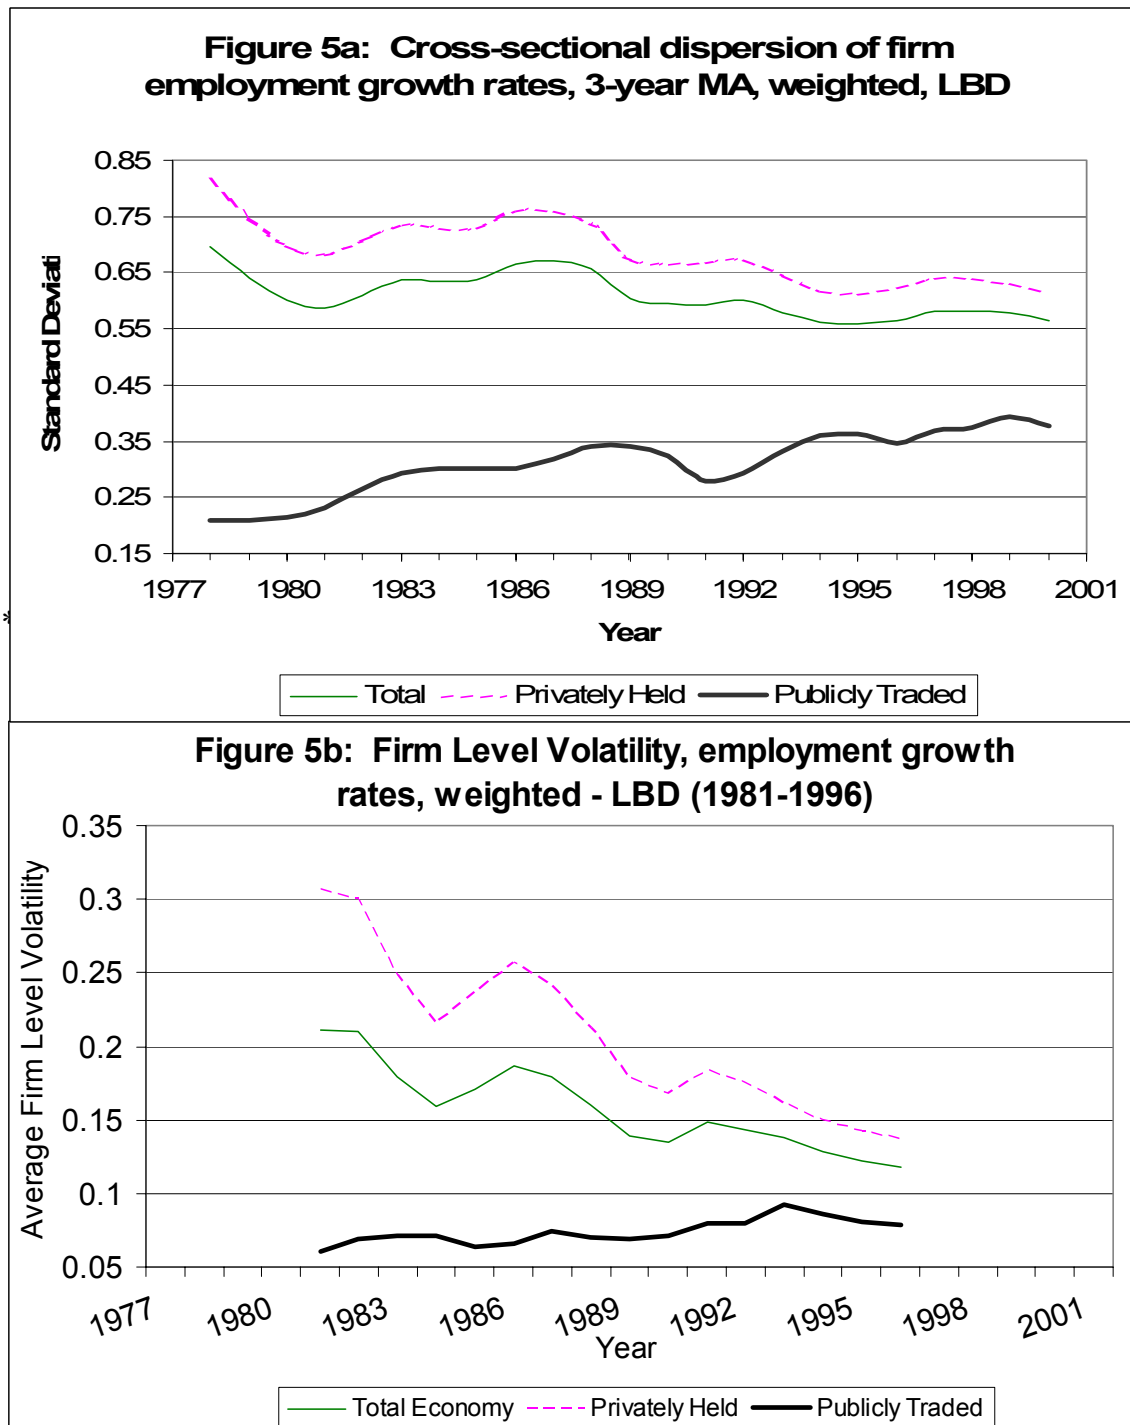 Figure 5a: Cross-sectional dispersion of firm
employment growth rates, 3-year MA, weighted, LBD
Standard Deviati
0.85
0.75
0.65
0.55
0.45
0.35
0.25
0.15
1977 1980 1983 1986 1989 1992 1995 1998 2001
*
Year
Total Privately Held Publicly Traded
Figure 5b: Firm Level Volatility, employment growth
rates, weighted - LBD (1981-1996)
Average Firm Level Volatility
0.35
0.3
0.25
0.2
0.15
0.1
0.05
1977 1980 1983 1986 1989 1992 1995 1998 2001
Year
Total Economy Privately Held Publicly Traded